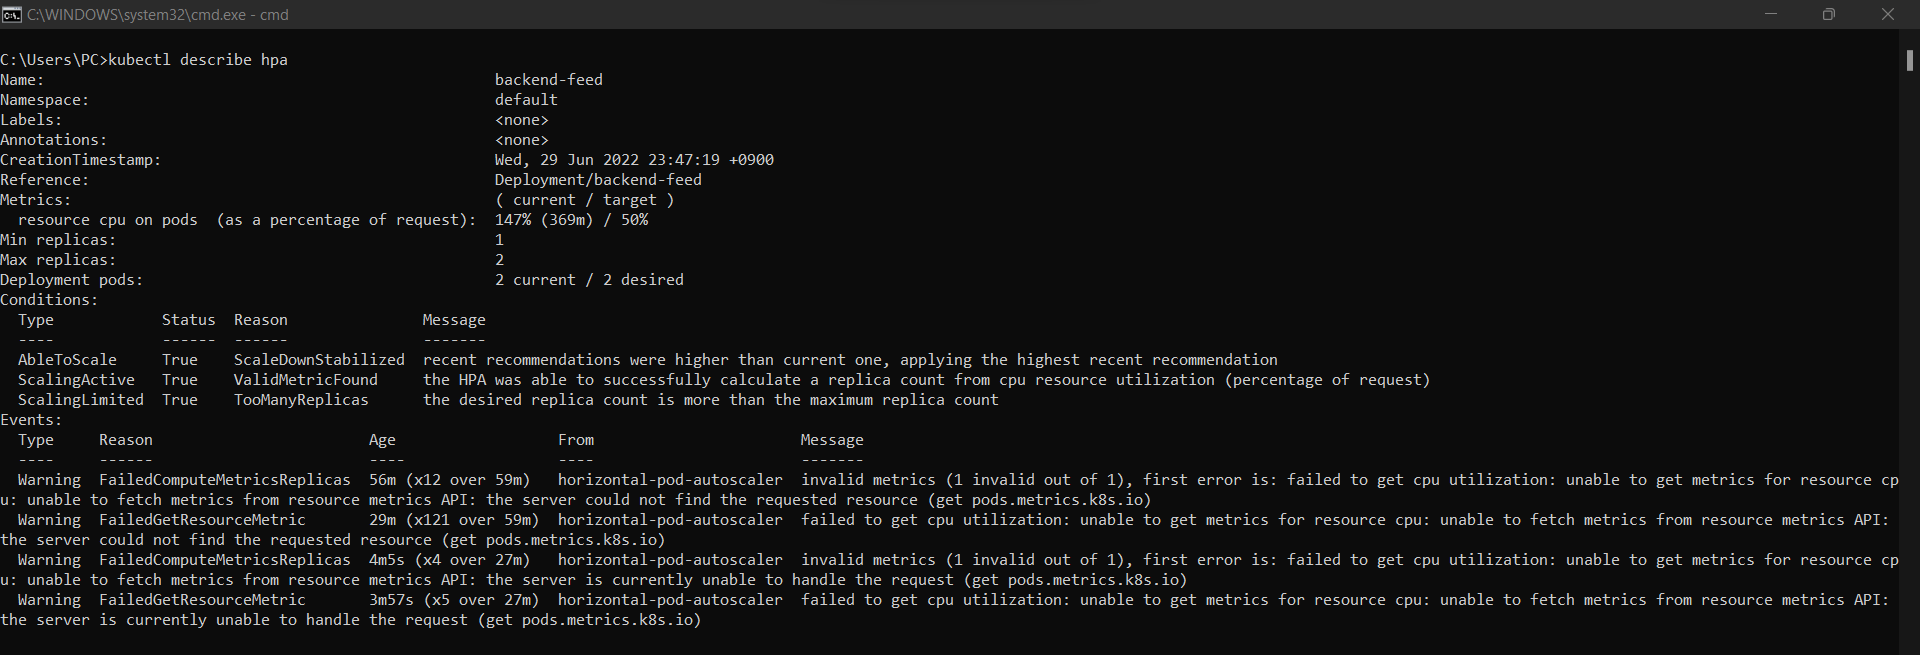 C:\WINDOWS\system32\cmd.exe - cmd
C:\Users\PC>kubectl describe hpa
Name: backend-feed
Namespace: default
Labels: <none>
Annotations: <none>
CreationTimestamp: Wed, 29 Jun 2022 23:47:19 +0900
Reference: Deployment/backend-feed
Metrics: ( current / target )
resource cpu on pods (as a percentage of request): 147% (369m) / 50%
Min replicas: 1
Max replicas: 2
Deployment pods: 2 current / 2 desired
Conditions:
Type Status Reason Message
---- ------ ------ -------
AbleToScale True ScaleDownStabilized recent recommendations were higher than current one, applying the highest recent recommendation
ScalingActive True ValidMetricFound the HPA was able to successfully calculate a replica count from cpu resource utilization (percentage of request)
ScalingLimited True TooManyReplicas the desired replica count is more than the maximum replica count
Events:
Type Reason Age From Message
---- ------ ---- ---- -------
Warning FailedComputeMetricsReplicas 56m (x12 over 59m) horizontal-pod-autoscaler invalid metrics (1 invalid out of 1), first error is: failed to get cpu utilization: unable to get metrics for resource cp
u: unable to fetch metrics from resource metrics API: the server could not find the requested resource (get pods.metrics.k8s.io)
Warning FailedGetResourceMetric 29m (x121 over 59m) horizontal-pod-autoscaler failed to get cpu utilization: unable to get metrics for resource cpu: unable to fetch metrics from resource metrics API:
the server could not find the requested resource (get pods.metrics.k8s.io)
Warning FailedComputeMetricsReplicas 4m5s (x4 over 27m) horizontal-pod-autoscaler invalid metrics (1 invalid out of 1), first error is: failed to get cpu utilization: unable to get metrics for resource cp
u: unable to fetch metrics from resource metrics API: the server is currently unable to handle the request (get pods.metrics.k8s.io)
Warning FailedGetResourceMetric 3m57s (x5 over 27m) horizontal-pod-autoscaler failed to get cpu utilization: unable to get metrics for resource cpu: unable to fetch metrics from resource metrics API:
the server is currently unable to handle the request (get pods.metrics.k8s.io)